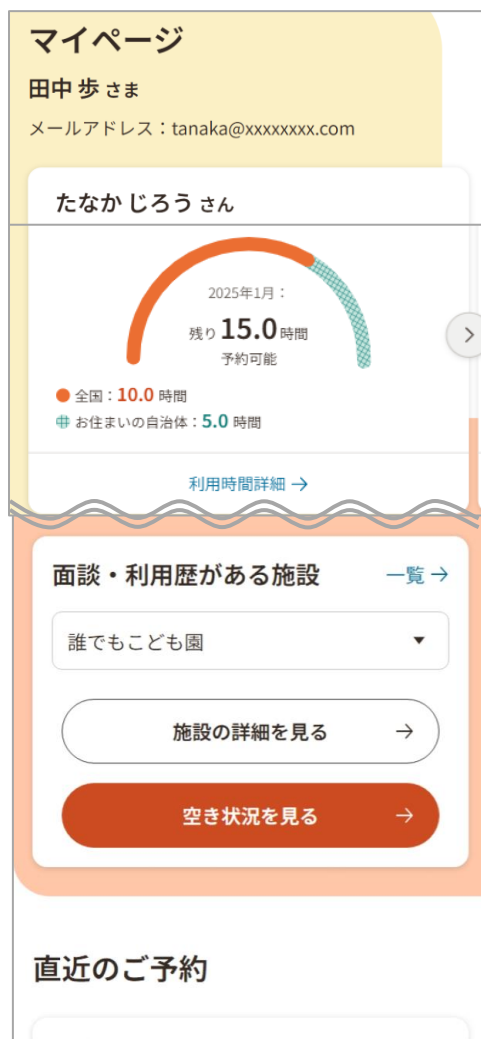 マイページ
田中 歩 さま
メールアドレス：tanaka@xxxxxxxx.com
たなか じろう さん
2025年1月：
残り 15.0 時間
予約可能
全国：10.0 時間
お住まいの自治体：5.0 時間
利用時間詳細 →
面談・利用歴がある施設 一覧 →
誰でもこども園
施設の詳細を見る →
空き状況を見る →
直近のご予約